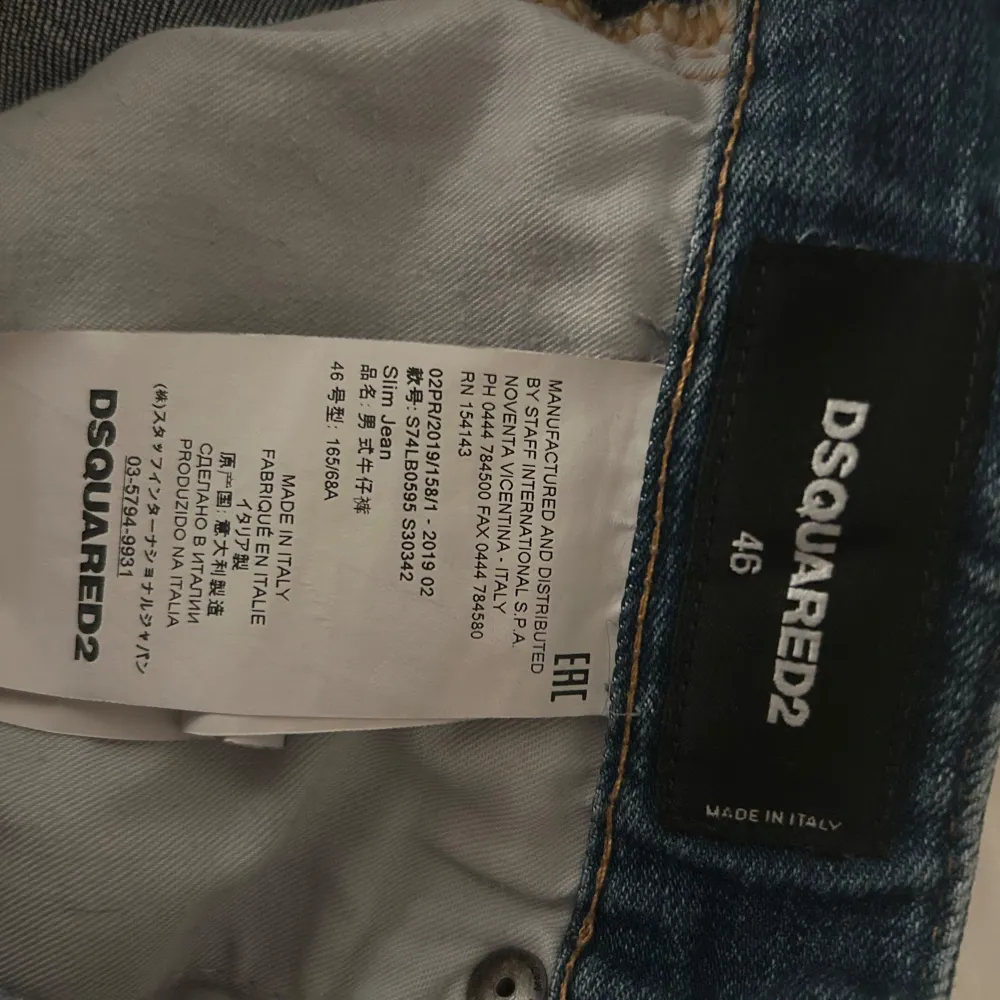 EAC
MANUFACTURED AND DISTRIBUTED
BY STAFF INTERNATIONAL S.P.A.
NOVENTA VICENTINA - ITALY
PH 0444 784500 FAX 0444 784580
RN 154143
02PR/2019/158/1 - 2019 02
款号: S74LB0595 S30342
Slim Jean
品名: 男 式牛仔裤
46 号型: 165/68A
MADE IN ITALY
FABRIQUÉ EN ITALIE
イタリア製
原产国: 意大利製造
СДЕЛАНО В ИТАЛИИ
PRODUZIDO NA ITALIA
(株)スタッフインターナショナルジャパン
03-5794-9931
DSQUARED2
DSQUARED2
46
MADE IN ITALY